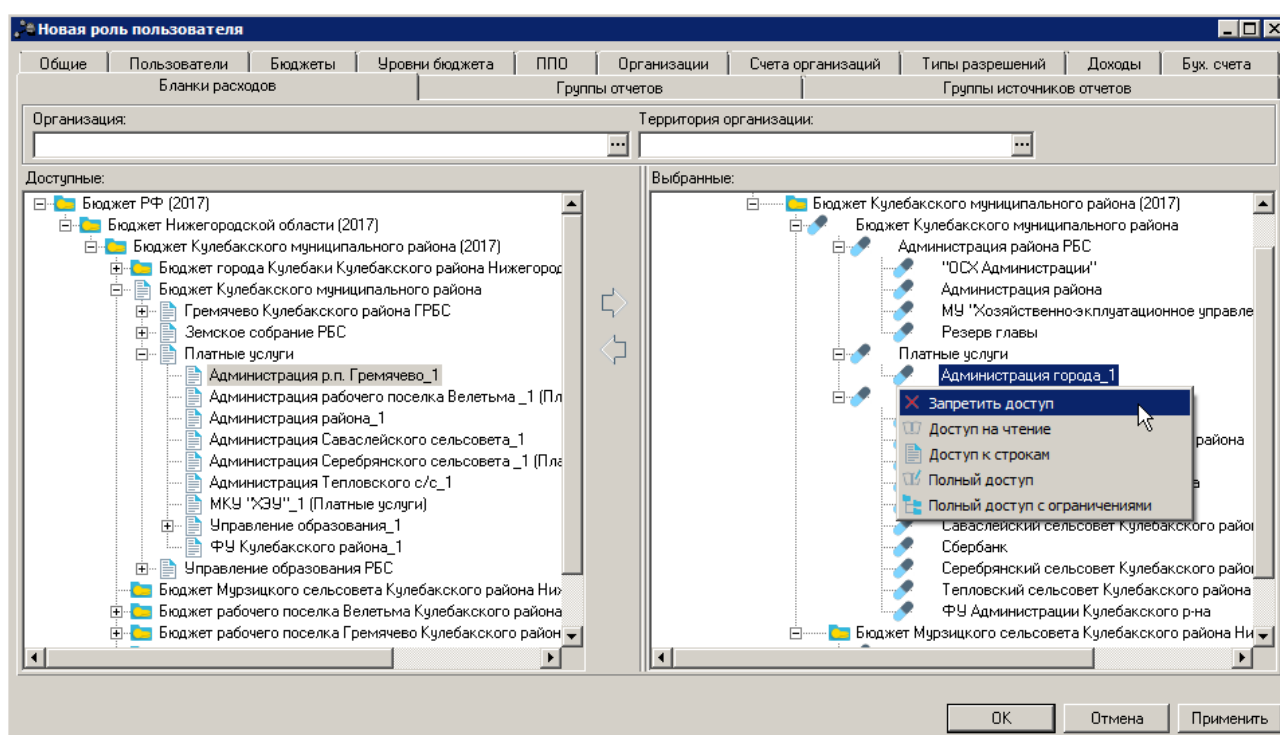 Новая роль пользователя
Общие Пользователи Бюджеты Уровни бюджета ППО Организации Счета организаций Типы разрешений Доходы Бух. счета
Бланки расходов Группы отчетов Группы источников отчетов
Организация: Территория организации:
Доступные:
Бюджет РФ (2017)
Бюджет Нижегородской области (2017)
Бюджет Кулебакского муниципального района (2017)
Бюджет города Кулебаки Кулебакского района Нижегород
Бюджет Кулебакского муниципального района
Гремячево Кулебакского района ГРБС
Земское собрание РБС
Платные услуги
Администрация р.п. Гремячево_1
Администрация рабочего поселка Велетьма _1 (Пл
Администрация района_1
Администрация Саваслейского сельсовета_1
Администрация Серебрянского сельсовета _1 (Пла
Администрация Тепловского с/с_1
МКУ "ХЭУ"_1 (Платные услуги)
Управление образования_1
ФУ Кулебакского района_1
Управление образования РБС
Бюджет Мурзицкого сельсовета Кулебакского района Ни
Бюджет рабочего поселка Велетьма Кулебакского района
Бюджет рабочего поселка Гремячево Кулебакского район
Выбранные:
Бюджет Кулебакского муниципального района (2017)
Бюджет Кулебакского муниципального района
Администрация района РБС
"ОСХ Администрации"
Администрация района
МУ "Хозяйственно-эксплуатационное управле
Резерв главы
Платные услуги
Администрация города_1
Запретить доступ
Доступ на чтение
района
Доступ к строкам
Полный доступ
Полный доступ с ограничениями
Саваслейский сельсовет Кулебакского райо
Сбербанк
Серебрянский сельсовет Кулебакского райо
Тепловский сельсовет Кулебакского района
ФУ Администрации Кулебакского р-на
Бюджет Мурзицкого сельсовета Кулебакского района Ни
ОК Отмена Применить